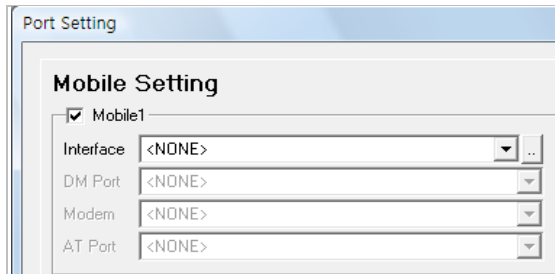 Port Setting
Mobile Setting
Mobile1
Interface <NONE> ..
DM Port <NONE>
Modem <NONE>
AT Port <NONE>